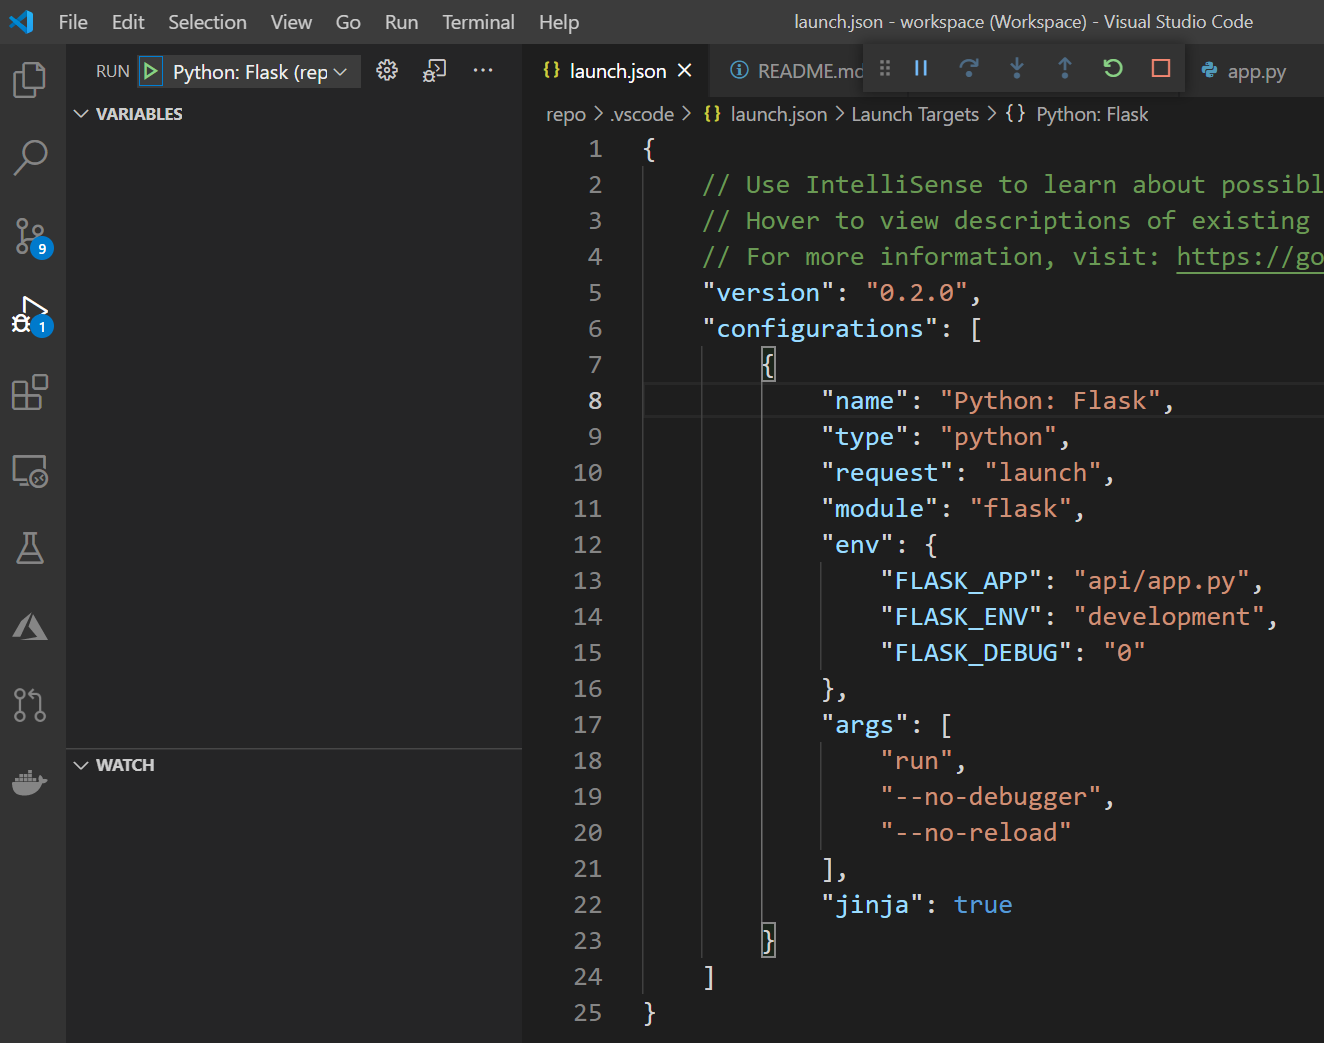 File Edit Selection View Go Run Terminal Help launch.json - workspace (Workspace) - Visual Studio Code
RUN Python: Flask (rep launch.json README.md app.py
VARIABLES
repo > .vscode > {} launch.json > Launch Targets > {} Python: Flask
1 {
2 // Use IntelliSense to learn about possibl
3 // Hover to view descriptions of existing
4 // For more information, visit: https://go
5 "version": "0.2.0",
6 "configurations": [
7 {
8 "name": "Python: Flask",
9 "type": "python",
10 "request": "launch",
11 "module": "flask",
12 "env": {
13 "FLASK_APP": "api/app.py",
14 "FLASK_ENV": "development",
15 "FLASK_DEBUG": "0"
16 },
17 "args": [
18 "run",
19 "--no-debugger",
20 "--no-reload"
21 ],
22 "jinja": true
23 }
24 ]
25 }
9
1
WATCH